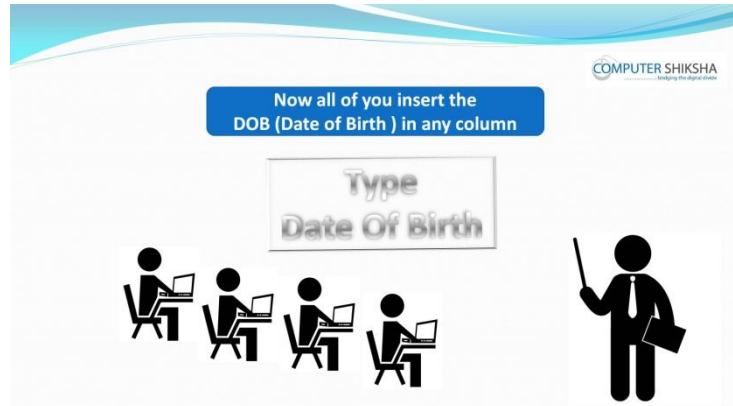 COMPUTER SHIKSHA
bridging the digital divide
Now all of you insert the
DOB (Date of Birth ) in any column
Type
Date Of Birth